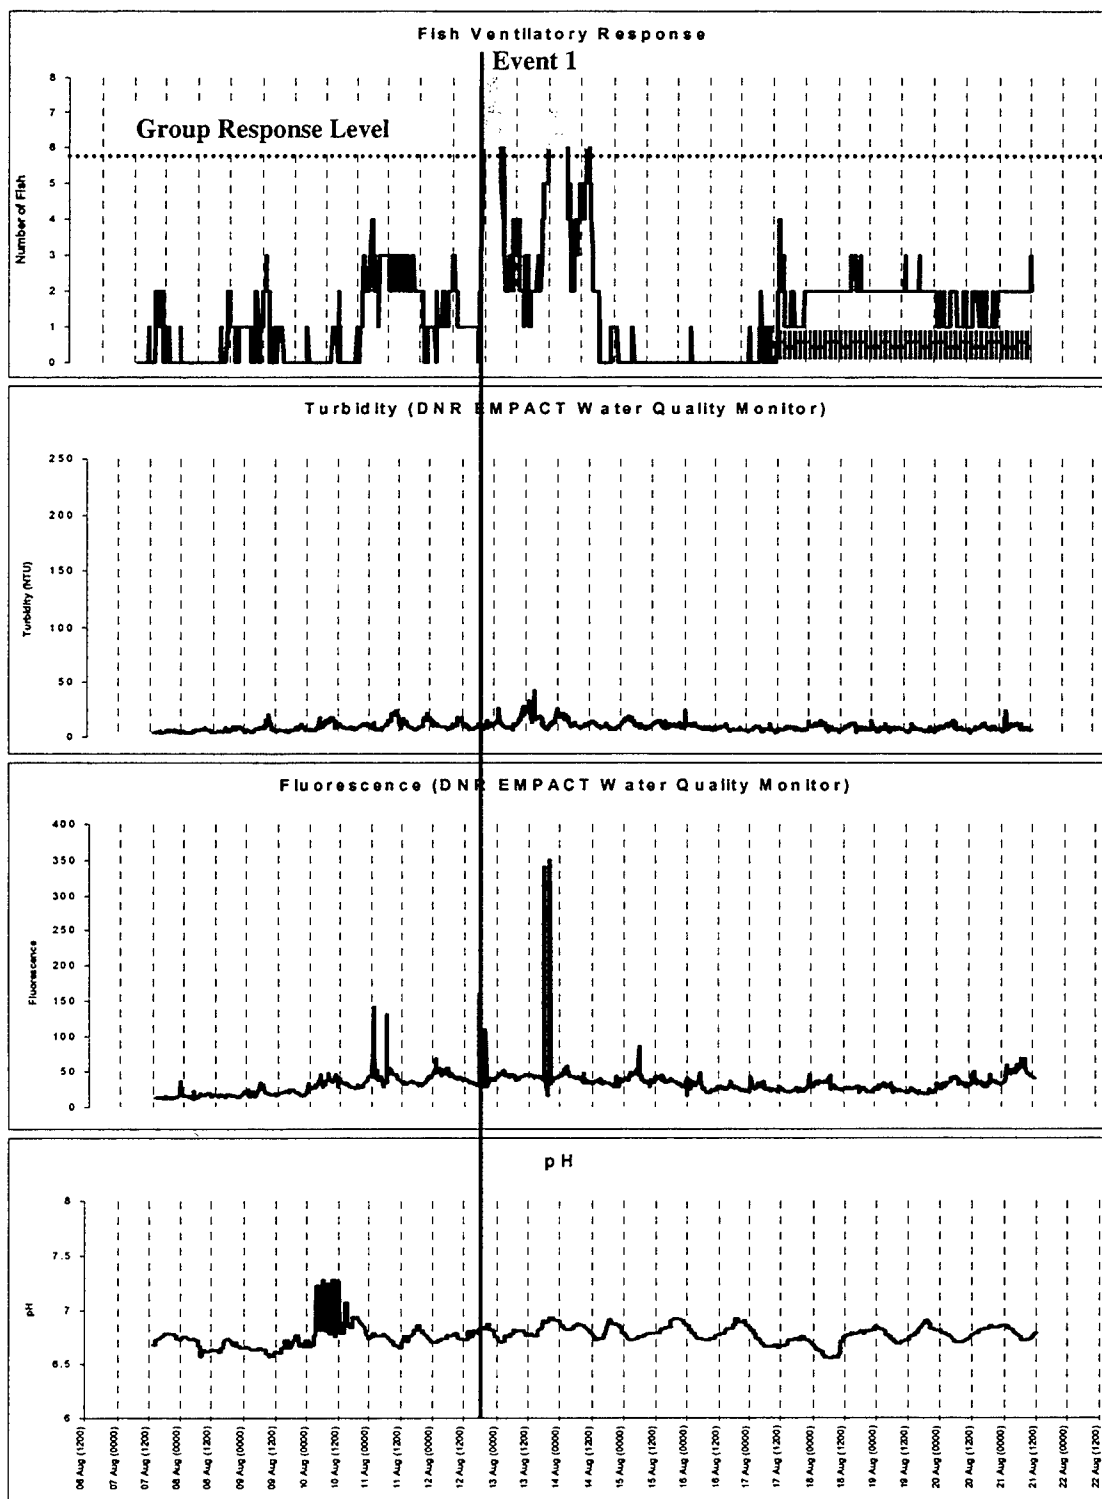 Fish Ventilatory Response
Event 1
Group Response Level
Number of Fish
8
7
6
5
4
3
2
1
0
Turbidity (DNR EMPACT Water Quality Monitor)
Turbidity (NTU)
250
200
150
100
50
0
Fluorescence (DNR EMPACT Water Quality Monitor)
Fluorescence
400
350
300
250
200
150
100
50
0
pH
pH
8
7.5
7
6.5
6
06 Aug (1200)
07 Aug (0000)
07 Aug (1200)
08 Aug (0000)
08 Aug (1200)
09 Aug (0000)
09 Aug (1200)
10 Aug (0000)
10 Aug (1200)
11 Aug (0000)
11 Aug (1200)
12 Aug (0000)
12 Aug (1200)
13 Aug (0000)
13 Aug (1200)
14 Aug (0000)
14 Aug (1200)
15 Aug (0000)
15 Aug (1200)
16 Aug (0000)
16 Aug (1200)
17 Aug (0000)
17 Aug (1200)
18 Aug (0000)
18 Aug (1200)
19 Aug (0000)
19 Aug (1200)
20 Aug (0000)
20 Aug (1200)
21 Aug (0000)
21 Aug (1200)
22 Aug (0000)
22 Aug (1200)